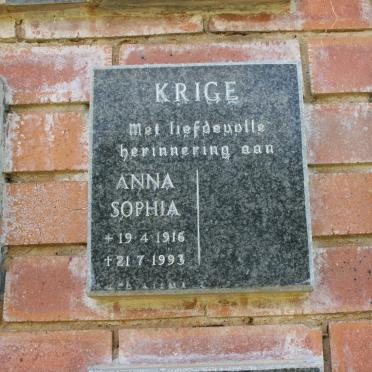 KRIGE
Met liefdevolle
herinnering aan
ANNA
SOPHIA
+ 19·4·1916
+ 21·7·1993